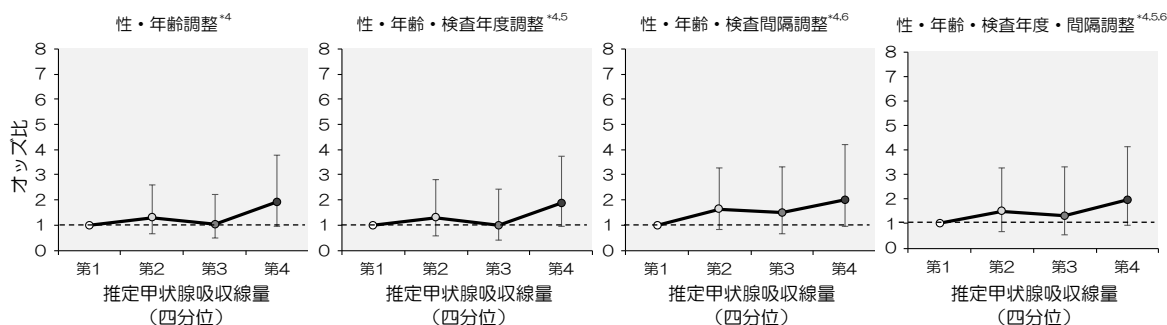 性・年齢調整*4
8
7
6
5
4
3
2
1
0
オッズ比
第1 第2 第3 第4
推定甲状腺吸収線量
(四分位)
性・年齢・検査年度調整*4,5
8
7
6
5
4
3
2
1
0
第1 第2 第3 第4
推定甲状腺吸収線量
(四分位)
性・年齢・検査間隔調整*4,6
8
7
6
5
4
3
2
1
0
第1 第2 第3 第4
推定甲状腺吸収線量
(四分位)
性・年齢・検査年度・間隔調整*4,5,6
8
7
6
5
4
3
2
1
0
第1 第2 第3 第4
推定甲状腺吸収線量
(四分位)